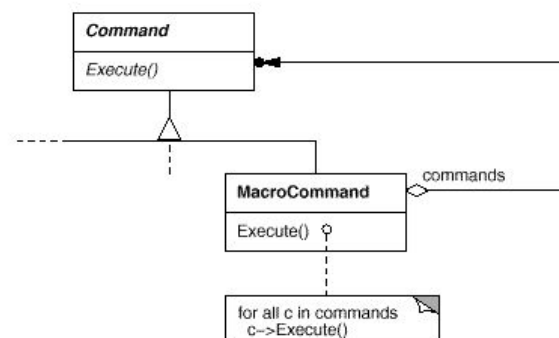 Command
Execute()
commands
MacroCommand
Execute()
for all c in commands
c->Execute()